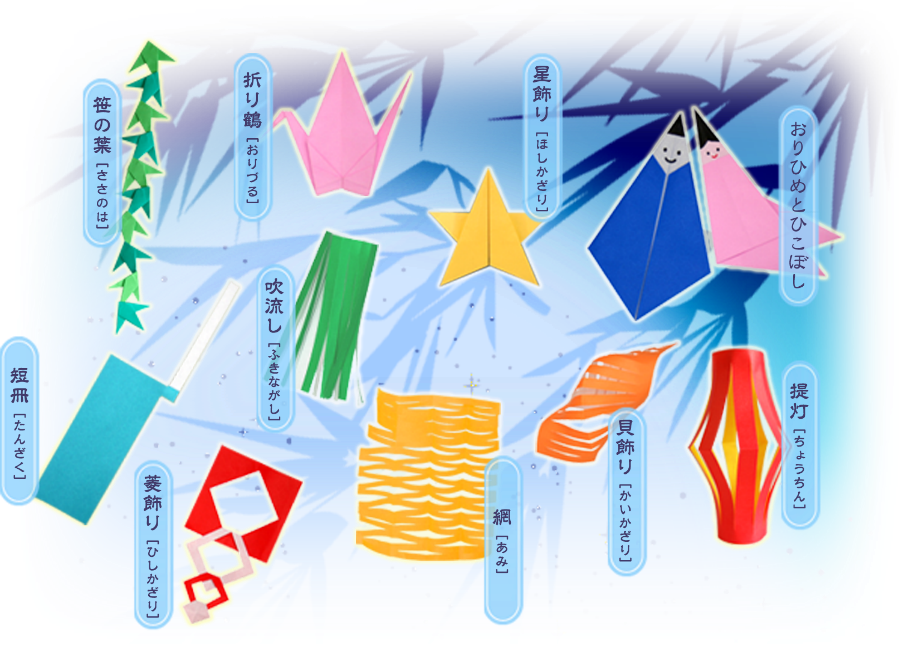 笹の葉[ささのは]
折り鶴[おりづる]
星飾り[ほしかざり]
おりひめとひこぼし
吹流し[ふきながし]
短冊[たんざく]
菱飾り[ひしかざり]
網[あみ]
貝飾り[かいかざり]
提灯[ちょうちん]